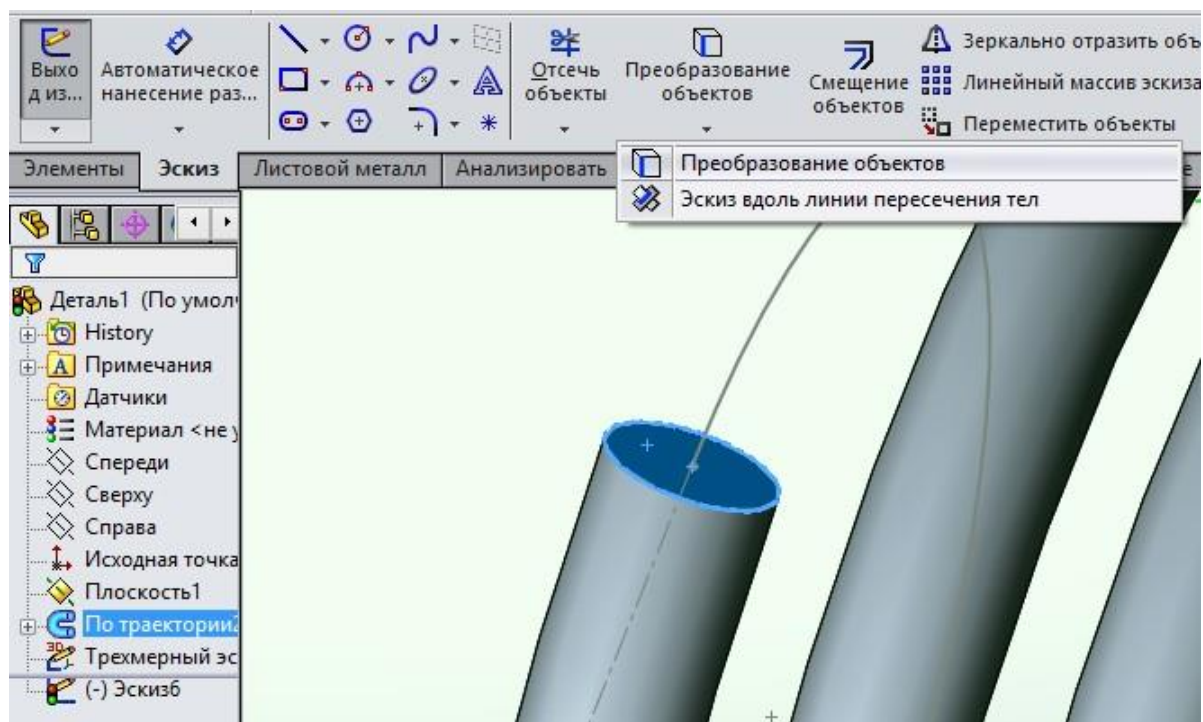 Выхо
д из...
Автоматическое
нанесение раз...
Отсечь
объекты
Преобразование
объектов
Смещение
объектов
Зеркально отразить объ
Линейный массив эскиза
Переместить объекты
Элементы
Эскиз
Листовой металл
Анализировать
Преобразование объектов
Эскиз вдоль линии пересечения тел
е
Деталь1 (По умолч
History
A Примечания
Датчики
Материал <не у
Спереди
Сверху
Справа
Исходная точка
Плоскость1
По траектории2
3D Трехмерный эс
(-) Эскиз6